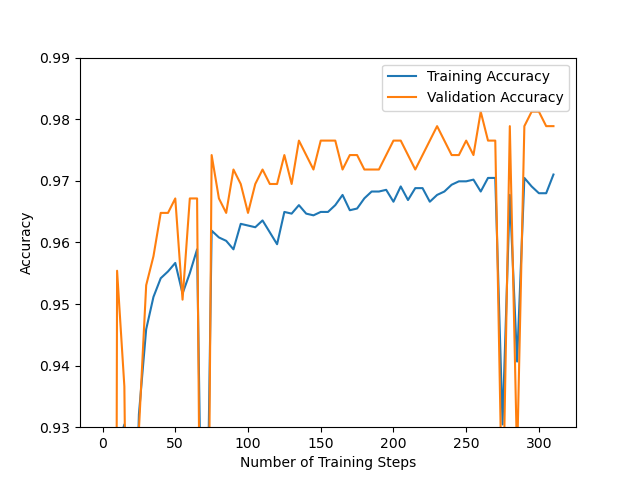 0.99
0.98
0.97
0.96
0.95
0.94
0.93
Accuracy
Training Accuracy
Validation Accuracy
0 50 100 150 200 250 300
Number of Training Steps